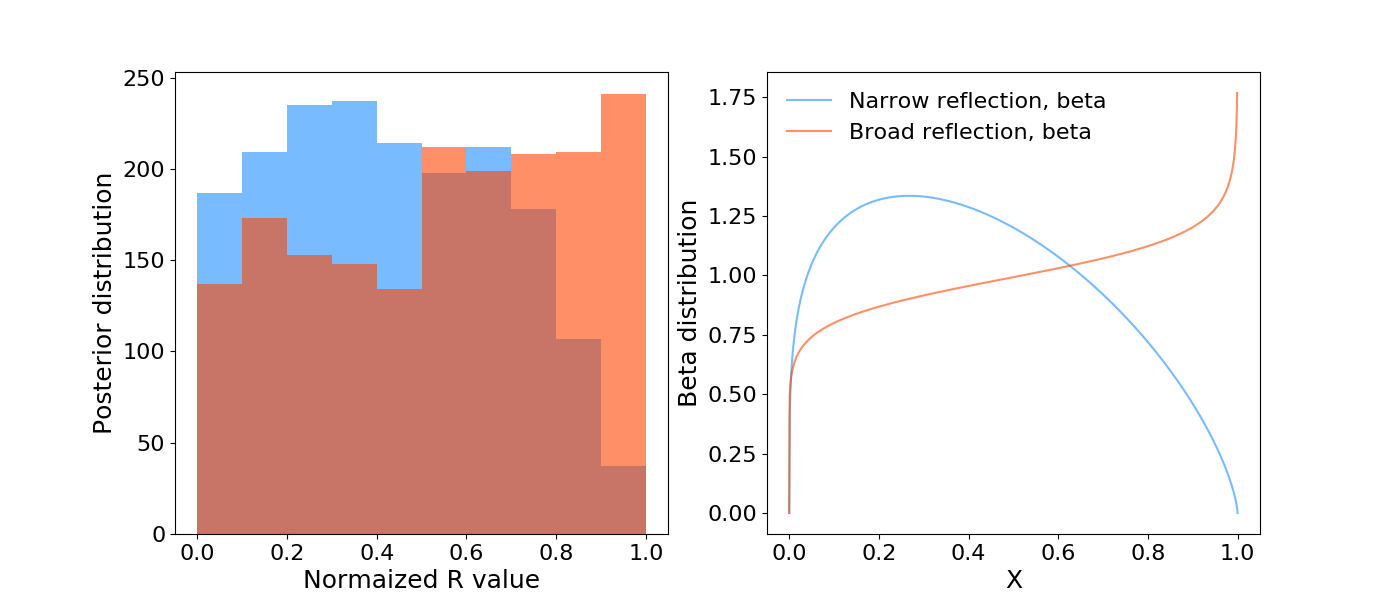 Posterior distribution
250
200
150
100
50
0
0.0 0.2 0.4 0.6 0.8 1.0
Normaized R value
Beta distribution
1.75
1.50
1.25
1.00
0.75
0.50
0.25
0.00
Narrow reflection, beta
Broad reflection, beta
0.0 0.2 0.4 0.6 0.8 1.0
X